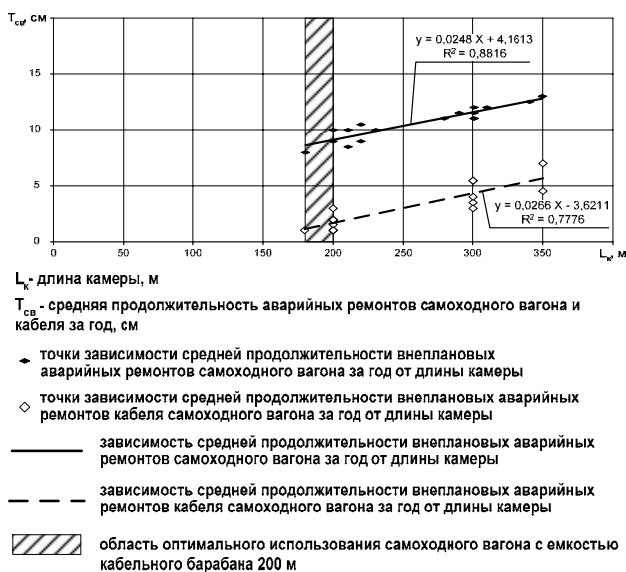 Tсв, см
20
y = 0,0248 X + 4,1613
R² = 0,8816
15
10
5
y = 0,0266 X - 3,6211
R² = 0,7776
0
0 50 100 150 200 250 300 350 Lк, м
Lк- длина камеры, м
Tсв - средняя продолжительность аварийных ремонтов самоходного вагона и
кабеля за год, см
точки зависимости средней продолжительности внеплановых
аварийных ремонтов самоходного вагона за год от длины камеры
точки зависимости средней продолжительности внеплановых аварийных
ремонтов кабеля самоходного вагона за год от длины камеры
зависимость средней продолжительности внеплановых аварийных
ремонтов самоходного вагона за год от длины камеры
зависимость средней продолжительности внеплановых аварийных
ремонтов кабеля самоходного вагона за год от длины камеры
область оптимального использования самоходного вагона с емкостью
кабельного барабана 200 м